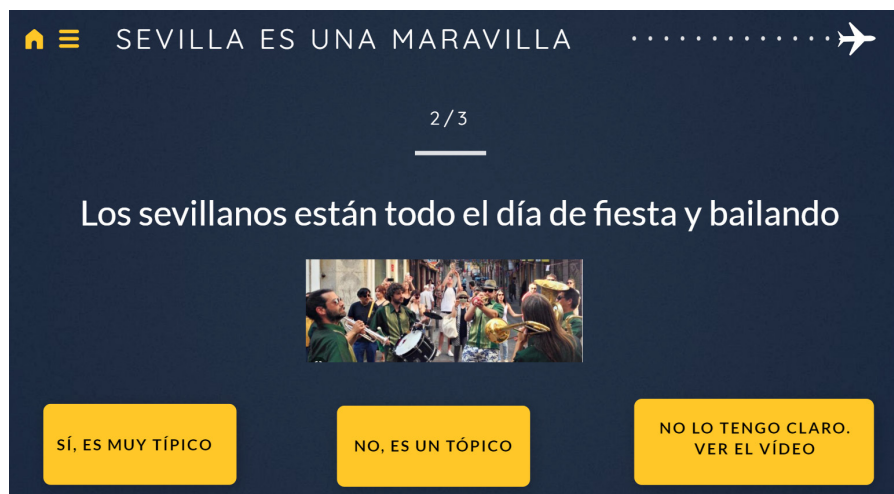 SEVILLA ES UNA MARAVILLA
2/3
Los sevillanos están todo el día de fiesta y bailando
SÍ, ES MUY TÍPICO
NO, ES UN TÓPICO
NO LO TENGO CLARO.
VER EL VÍDEO